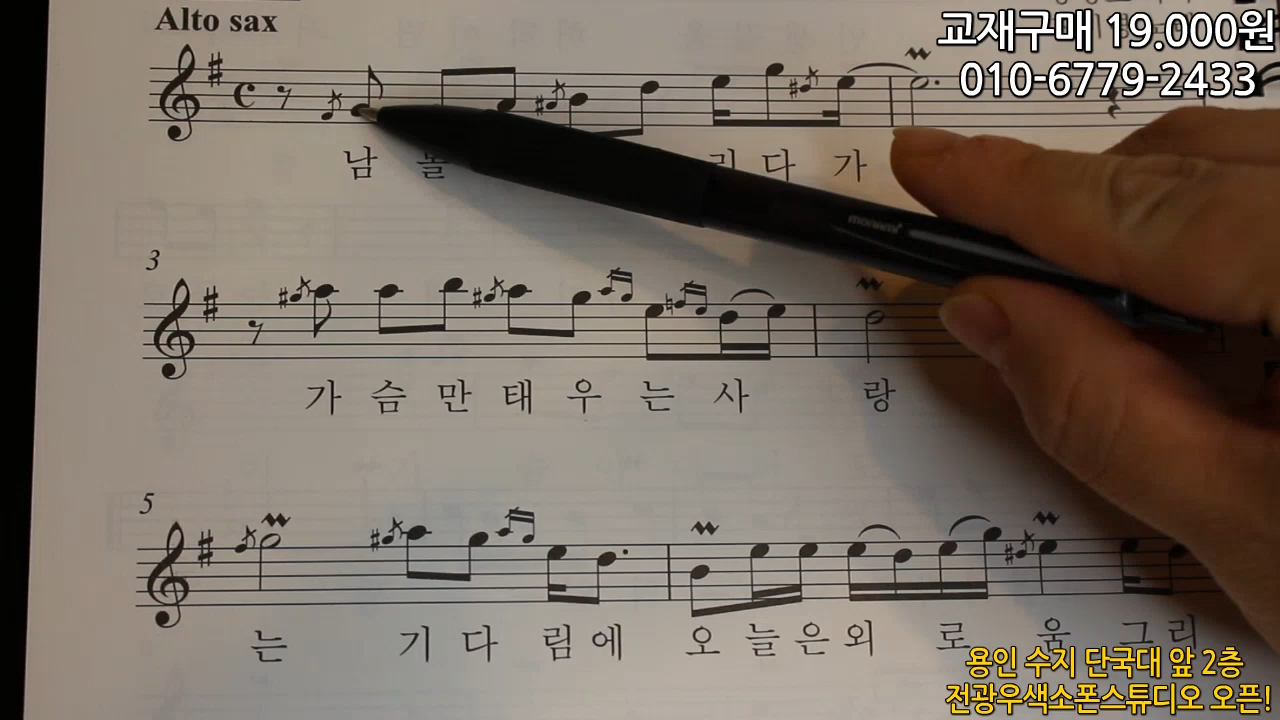 Alto sax
교재구매 19.000원
010-6779-2433
남 몰 리 다 가
monami
3
가 슴 만 태 우 는 사 랑
5
는 기 다 림 에 오 늘 은 외 로 움 그 리
용인 수지 단국대 앞 2층
전광우색소폰스튜디오 오픈!